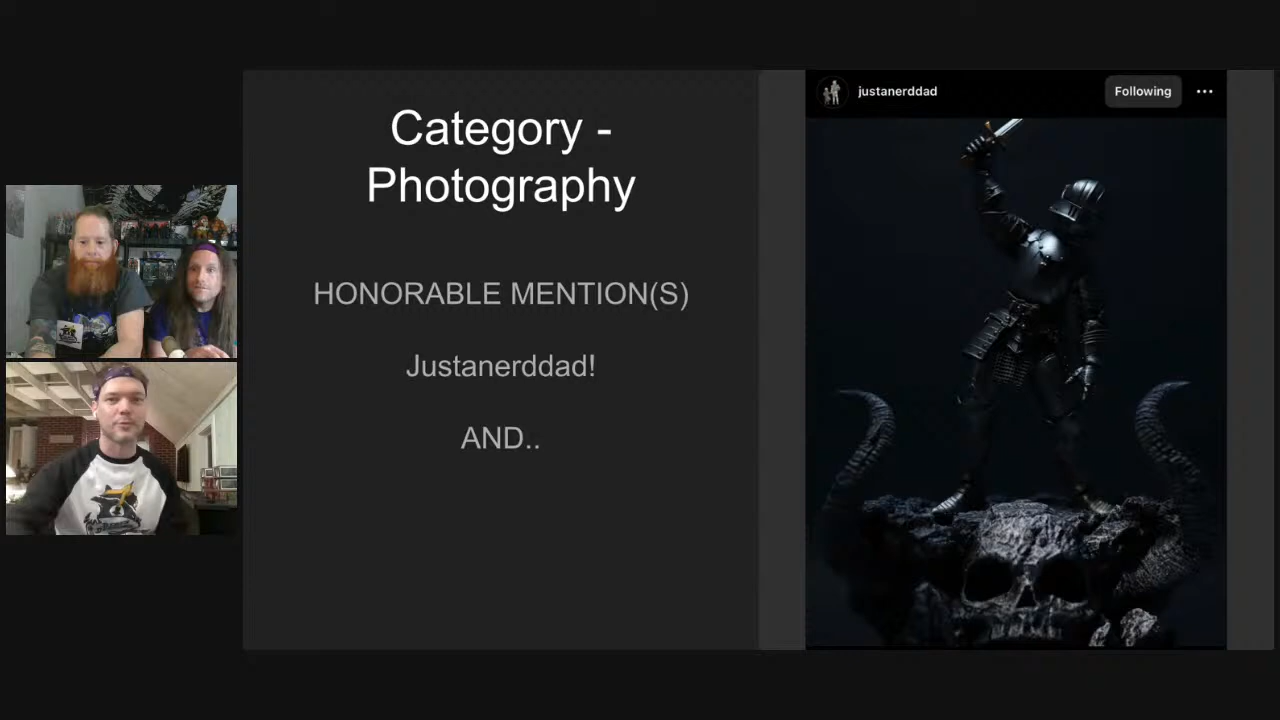 Category -
Photography
HONORABLE MENTION(S)
Justanerddad!
AND..
justanerddad
Following